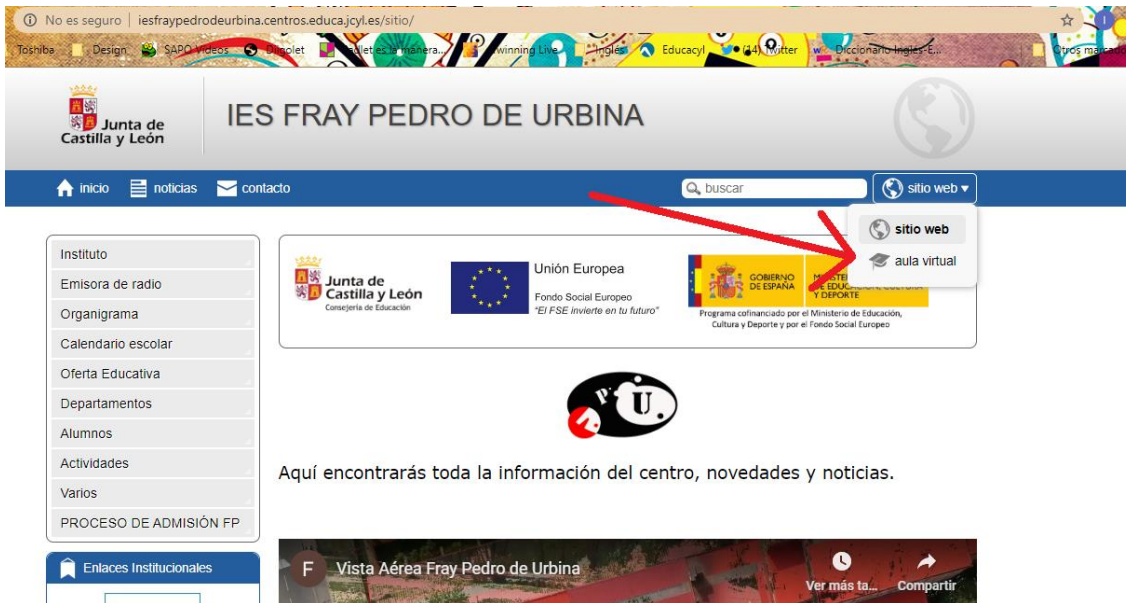 No es seguro | iesfraypedrodeurbina.centros.educa.jcyl.es/sitio/
Toshiba Design SAPO Videos Educacyl (14) Twitter Diccionario Inglés-E...
Junta de
Castilla y León
IES FRAY PEDRO DE URBINA
inicio noticias contacto buscar sitio web
sitio web
aula virtual
Instituto
Emisora de radio
Organigrama
Calendario escolar
Oferta Educativa
Departamentos
Alumnos
Actividades
Varios
PROCESO DE ADMISIÓN FP
Enlaces Institucionales
Junta de
Castilla y León
Consejería de Educación
Unión Europea
Fondo Social Europeo
"El FSE invierte en tu futuro"
GOBIERNO
DE ESPAÑA
Y DEPORTE
Programa cofinanciado por el Ministerio de Educación,
Cultura y Deporte y por el Fondo Social Europeo
P. U.
Aquí encontrarás toda la información del centro, novedades y noticias.
F Vista Aérea Fray Pedro de Urbina
Ver más ta... Compartir